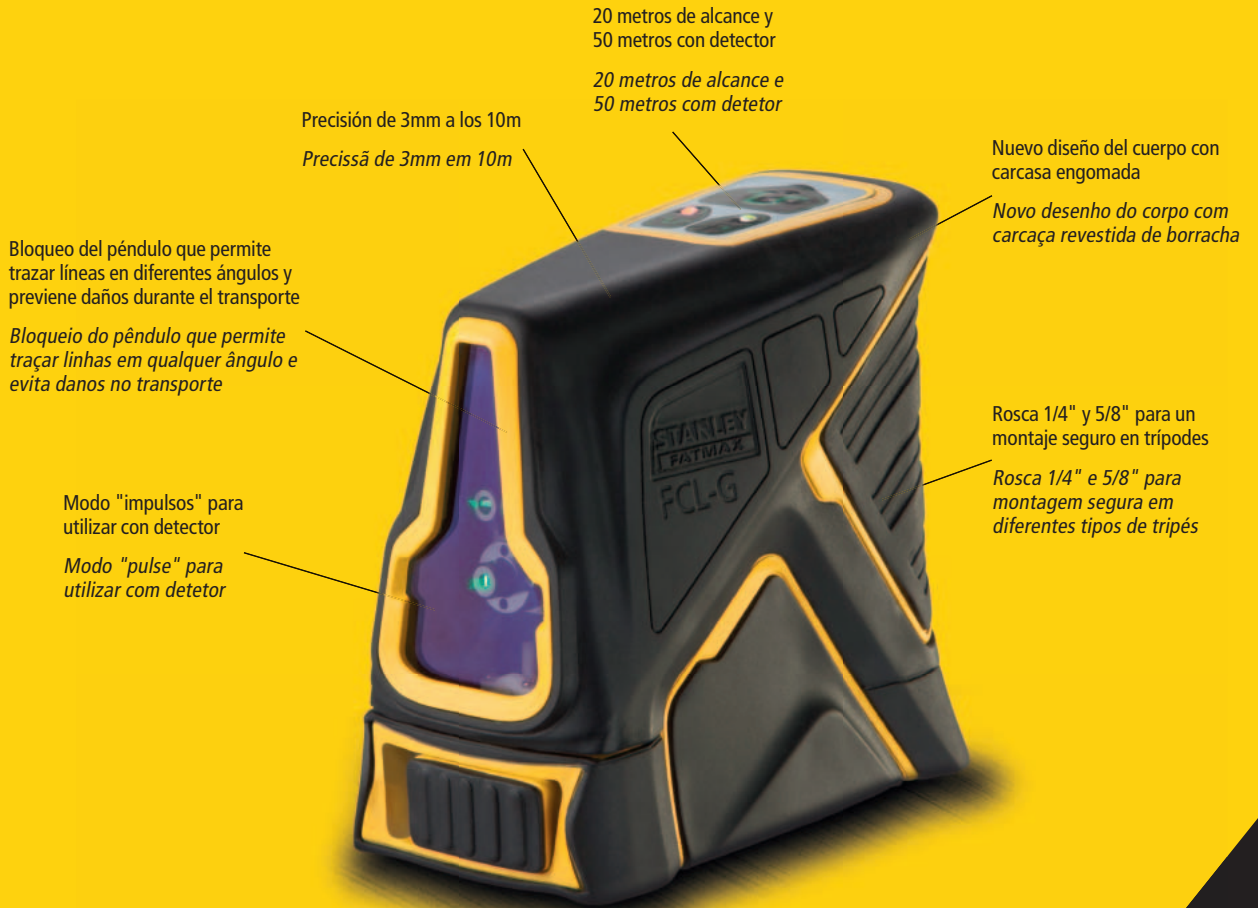 20 metros de alcance y
50 metros con detector
20 metros de alcance e
50 metros com detetor
Precisión de 3mm a los 10m
Precissã de 3mm em 10m
Nuevo diseño del cuerpo con
carcasa engomada
Novo desenho do corpo com
carcaça revestida de borracha
Bloqueo del péndulo que permite
trazar líneas en diferentes ángulos y
previene daños durante el transporte
Bloqueio do pêndulo que permite
traçar linhas em qualquer ângulo e
evita danos no transporte
STANLEY
FATMAX
FCL-G
Rosca 1/4" y 5/8" para un
montaje seguro en trípodes
Rosca 1/4" e 5/8" para
montagem segura em
diferentes tipos de tripés
Modo "impulsos" para
utilizar con detector
Modo "pulse" para
utilizar com detetor